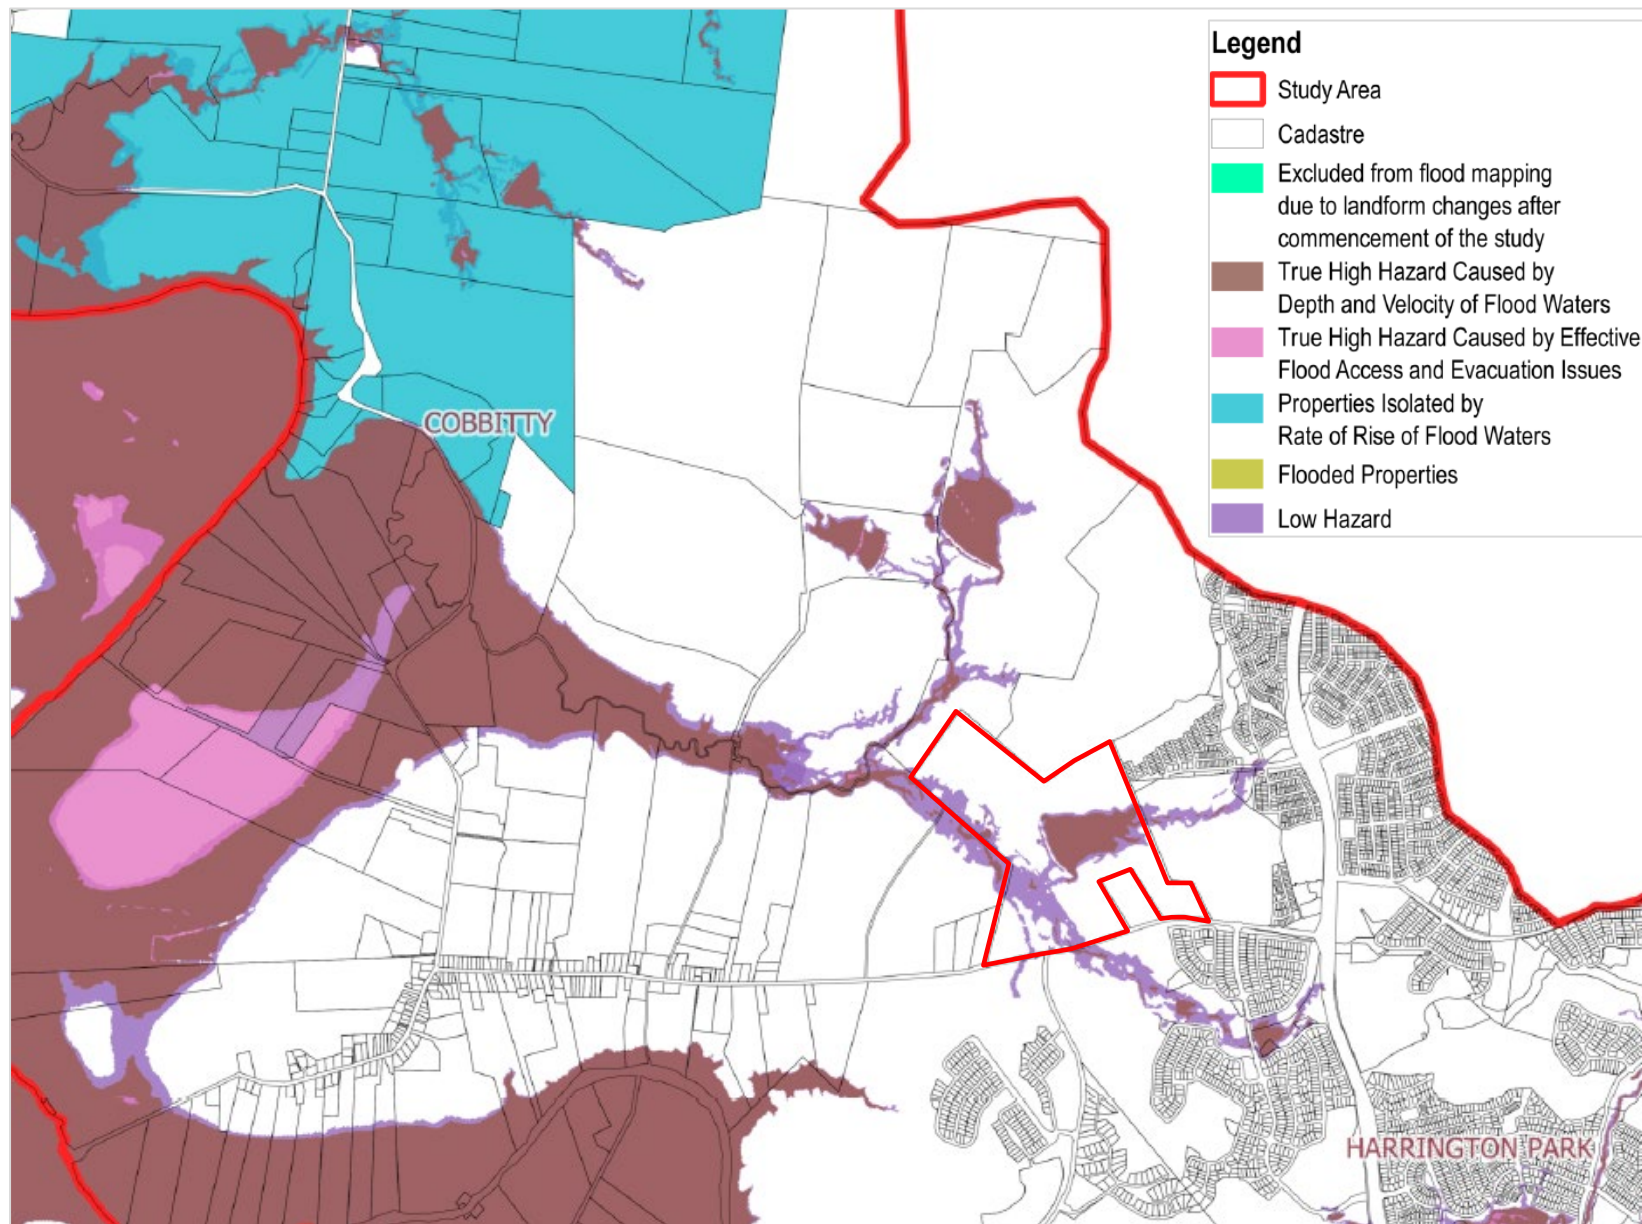 Legend
Study Area
Cadastre
Excluded from flood mapping
due to landform changes after
commencement of the study
True High Hazard Caused by
Depth and Velocity of Flood Waters
True High Hazard Caused by Effective
Flood Access and Evacuation Issues
Properties Isolated by
Rate of Rise of Flood Waters
Flooded Properties
Low Hazard
COBBITTY
HARRINGTON PARK